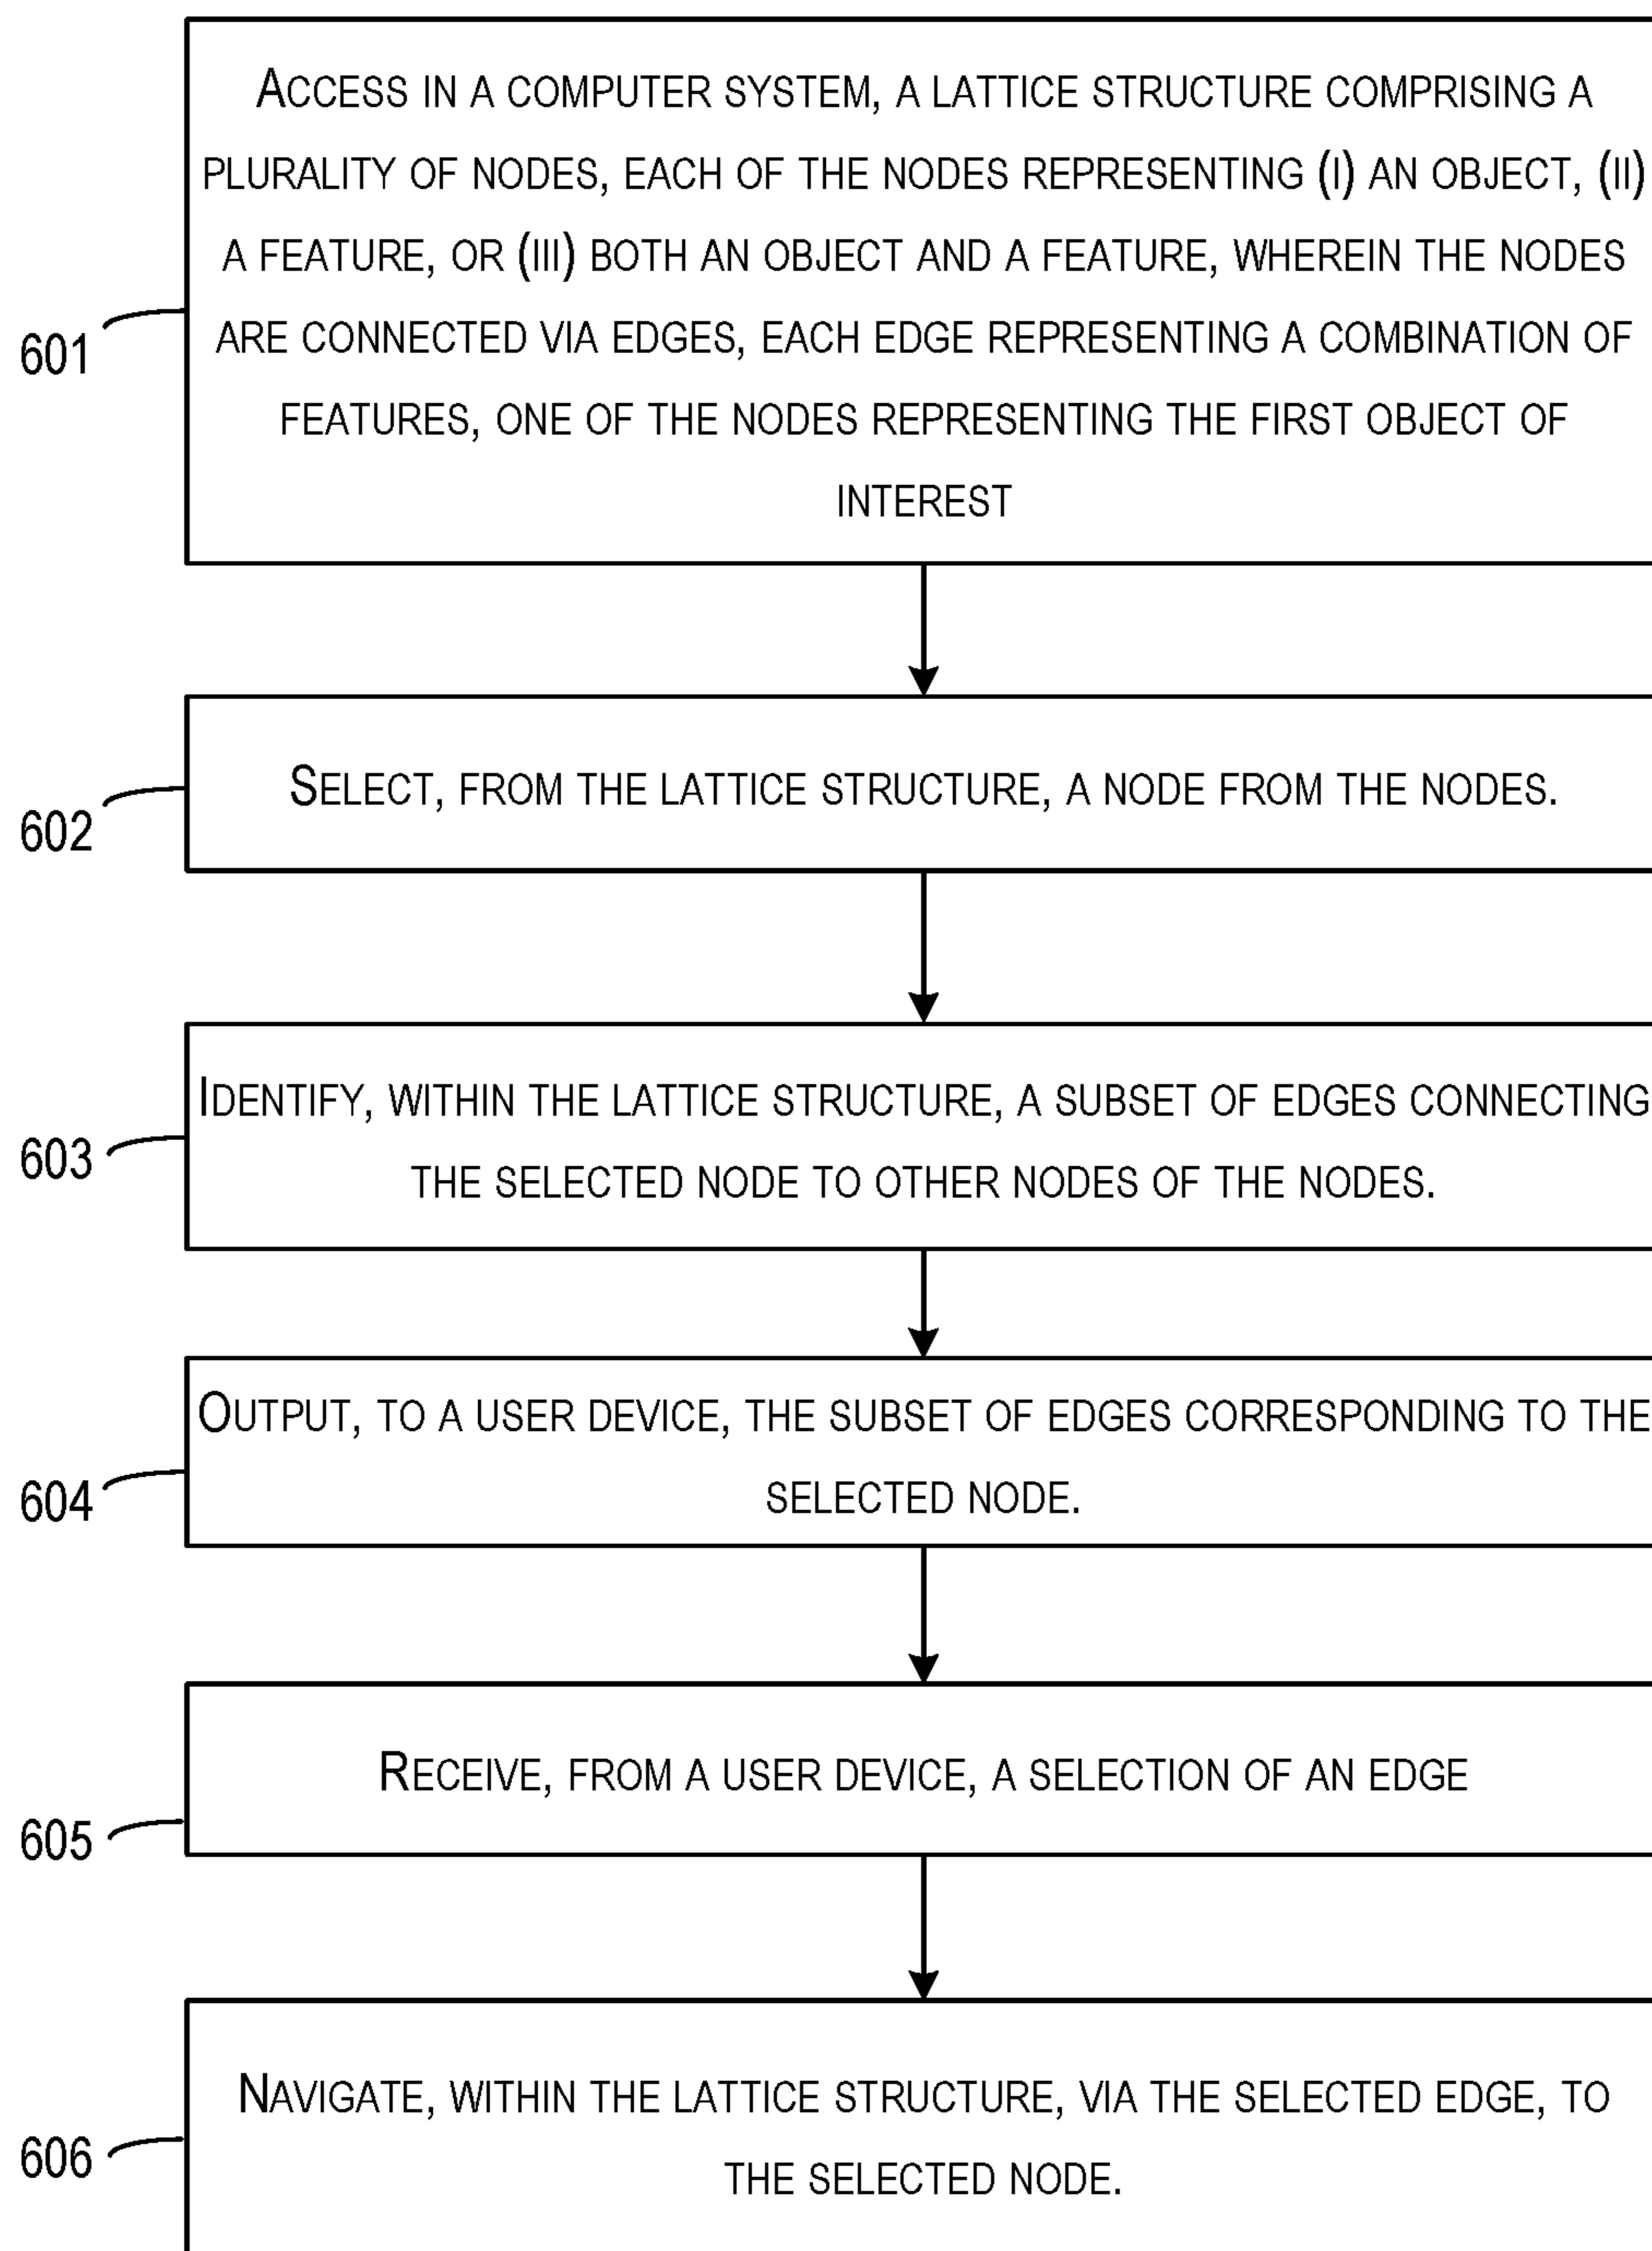 ACCESS IN A COMPUTER SYSTEM, A LATTICE STRUCTURE COMPRISING A
PLURALITY OF NODES, EACH OF THE NODES REPRESENTING (I) AN OBJECT, (II)
A FEATURE, OR (III) BOTH AN OBJECT AND A FEATURE, WHEREIN THE NODES
ARE CONNECTED VIA EDGES, EACH EDGE REPRESENTING A COMBINATION OF
FEATURES, ONE OF THE NODES REPRESENTING THE FIRST OBJECT OF
INTEREST
601
SELECT, FROM THE LATTICE STRUCTURE, A NODE FROM THE NODES.
602
IDENTIFY, WITHIN THE LATTICE STRUCTURE, A SUBSET OF EDGES CONNECTING
THE SELECTED NODE TO OTHER NODES OF THE NODES.
603
OUTPUT, TO A USER DEVICE, THE SUBSET OF EDGES CORRESPONDING TO THE
SELECTED NODE.
604
RECEIVE, FROM A USER DEVICE, A SELECTION OF AN EDGE
605
NAVIGATE, WITHIN THE LATTICE STRUCTURE, VIA THE SELECTED EDGE, TO
THE SELECTED NODE.
606